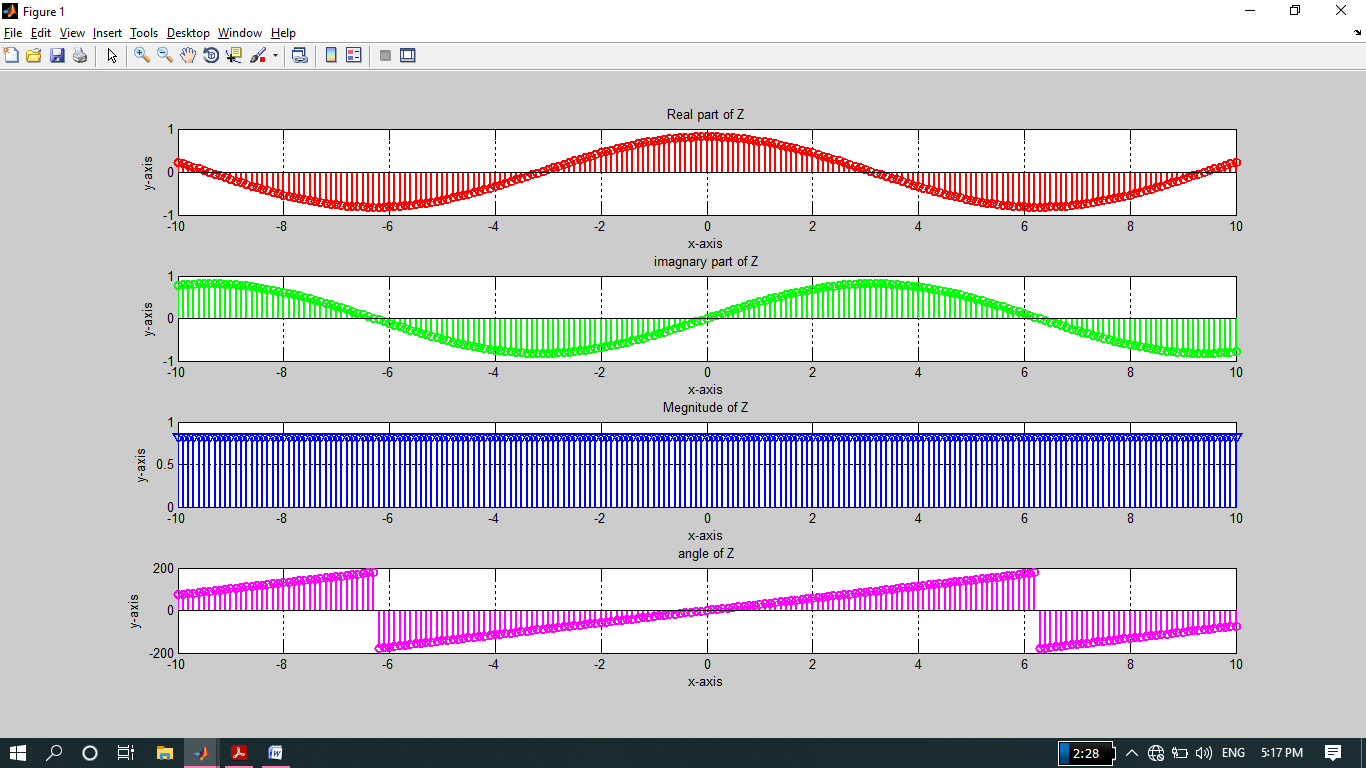 Figure 1
File Edit View Insert Tools Desktop Window Help
Real part of Z
1
0
-1
y-axis
-10 -8 -6 -4 -2 0 2 4 6 8 10
x-axis
imagnary part of Z
1
0
-1
y-axis
-10 -8 -6 -4 -2 0 2 4 6 8 10
x-axis
Megnitude of Z
1
0.5
0
y-axis
-10 -8 -6 -4 -2 0 2 4 6 8 10
x-axis
angle of Z
200
0
-200
y-axis
-10 -8 -6 -4 -2 0 2 4 6 8 10
x-axis
2:28 ENG 5:17 PM